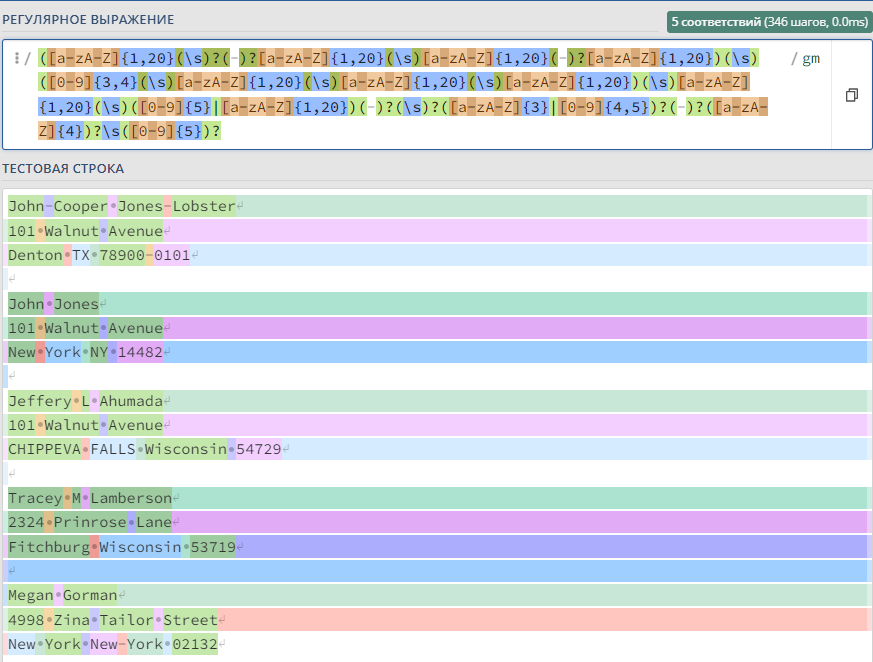 РЕГУЛЯРНОЕ ВЫРАЖЕНИЕ
5 соответствий (346 шагов, 0.0ms)
/ ([a-zA-Z]{1,20}(\s)?(-)?[a-zA-Z]{1,20}(\s)[a-zA-Z]{1,20}(-)?[a-zA-Z]{1,20})(\s) / gm
([0-9]{3,4}(\s)[a-zA-Z]{1,20}(\s)[a-zA-Z]{1,20}(\s)[a-zA-Z]{1,20})(\s)[a-zA-Z]
{1,20}(\s)([0-9]{5}|[a-zA-Z]{1,20})(-)?(\s)?([a-zA-Z]{3}|[0-9]{4,5})?(-)?([a-zA-
Z]{4})?\s([0-9]{5})?
ТЕСТОВАЯ СТРОКА
John-Cooper Jones-Lobster
101 Walnut Avenue
Denton TX 78900-0101
John Jones
101 Walnut Avenue
New York NY 14482
Jeffery L Ahumada
101 Walnut Avenue
CHIPPEVA FALLS Wisconsin 54729
Tracey M Lamberson
2324 Prinrose Lane
Fitchburg Wisconsin 53719
Megan Gorman
4998 Zina Tailor Street
New York New-York 02132